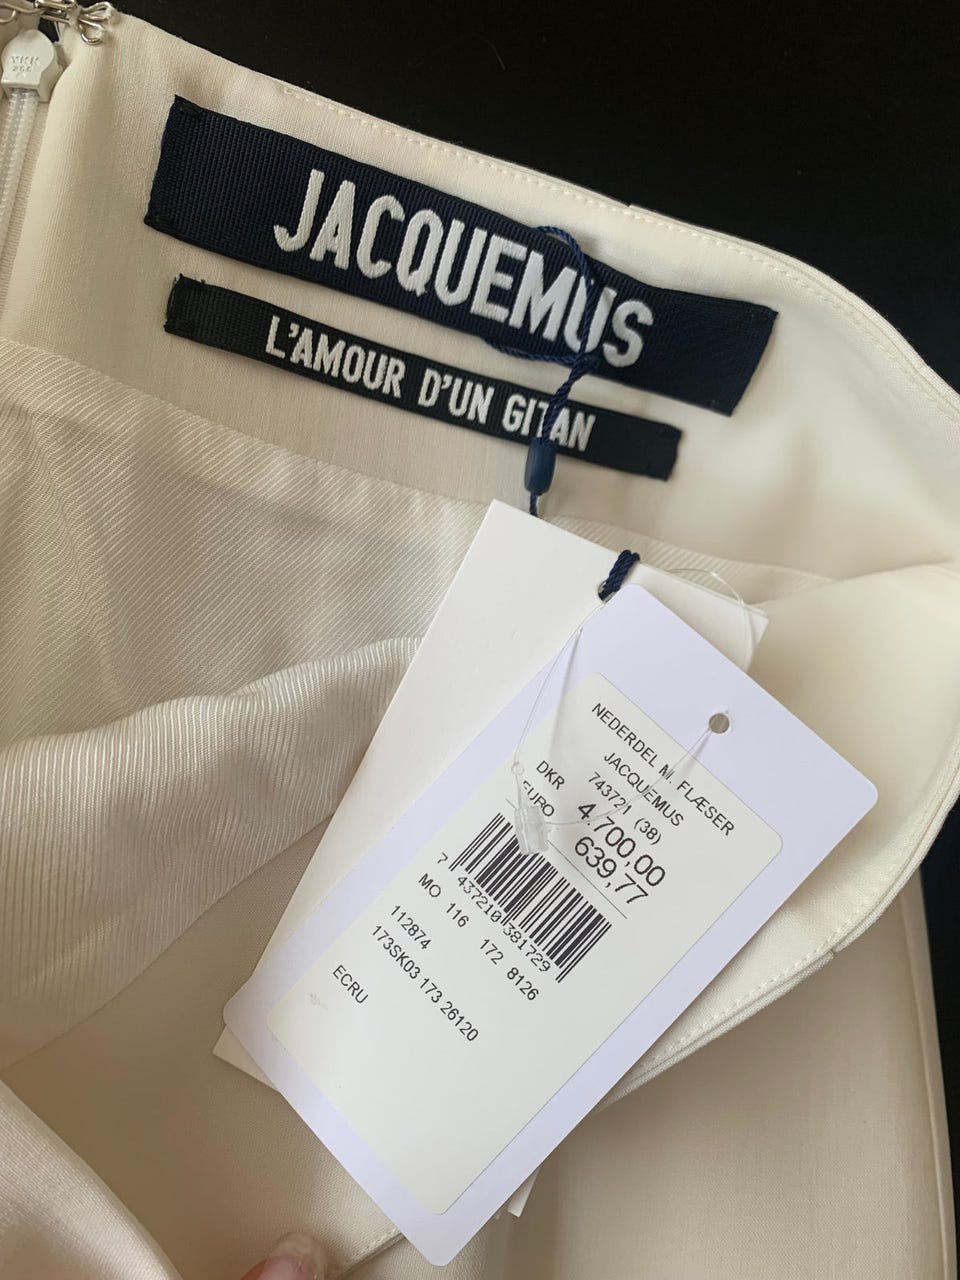 YKK
JACQUEMUS
L'AMOUR D'UN GITAN
NEDERDEL M. FLÆSER
JACQUEMUS
743721 (38)
DKR 4.700,00
EURO 639,77
7 437210 381729
MO 116 172 8126
112874
173SK03 173 26120
ECRU